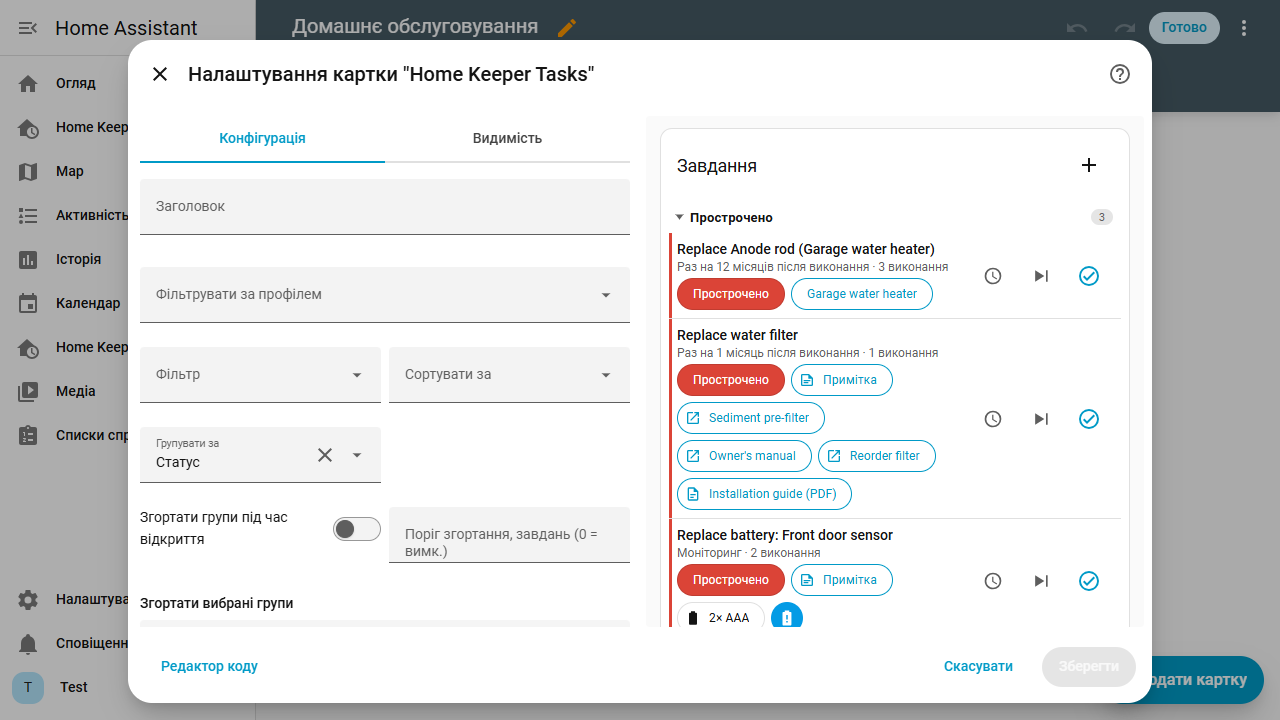 Home Assistant
Домашнє обслуговування
Готово
Налаштування картки "Home Keeper Tasks"
Огляд
Home Keep
Мар
Активність
Історія
Календар
Home Keep
Медіа
Списки спр
Налаштува
Сповіщенн
T
Test
Конфігурація
Видимість
Заголовок
Фільтрувати за профілем
Фільтр
Сортувати за
Групувати за
Статус
Згортати групи під час
відкриття
Поріг згортання, завдань (0 =
вимк.)
Згортати вибрані групи
Завдання
Прострочено
3
Replace Anode rod (Garage water heater)
Раз на 12 місяців після виконання · 3 виконання
Прострочено
Garage water heater
Replace water filter
Раз на 1 місяць після виконання · 1 виконання
Прострочено
Примітка
Sediment pre-filter
Owner's manual
Reorder filter
Installation guide (PDF)
Replace battery: Front door sensor
Моніторинг · 2 виконання
Прострочено
Примітка
2× AAA
Редактор коду
Скасувати
Зберегти
одати картку